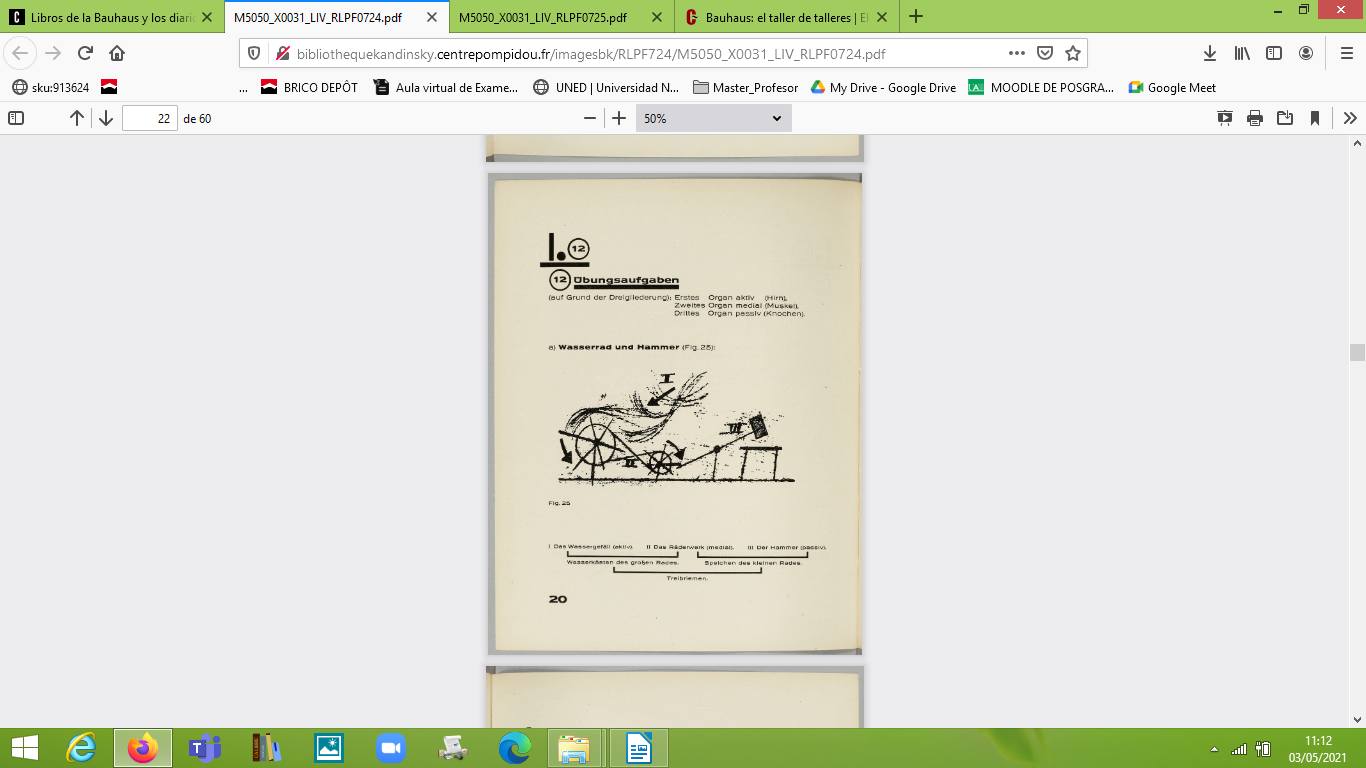 Libros de la Bauhaus y los diari
M5050_X0031_LIV_RLPF0724.pdf
M5050_X0031_LIV_RLPF0725.pdf
Bauhaus: el taller de talleres | El
bibliothequekandinsky.centrepompidou.fr/imagesbk/RLPF724/M5050_X0031_LIV_RLPF0724.pdf
sku:913624
...
BRICO DEPÔT
Aula virtual de Exame...
UNED | Universidad N...
Master_Profesor
My Drive - Google Drive
MOODLE DE POSGRA...
Google Meet
22 de 60
50%
I. 12
12 Übungsaufgaben
(auf Grund der Dreigliederung): Erstes Organ aktiv (Hirn),
Zweites Organ medial (Muskel),
Drittes Organ passiv (Knochen).
a) Wasserrad und Hammer (Fig. 25):
I
III
II
Fig. 25
I Das Wassergefäll (aktiv). II Das Räderwerk (medial). III Der Hammer (passiv).
Wasserkästen des großen Rades. Speichen des kleinen Rades.
Treibriemen.
20
11:12
03/05/2021